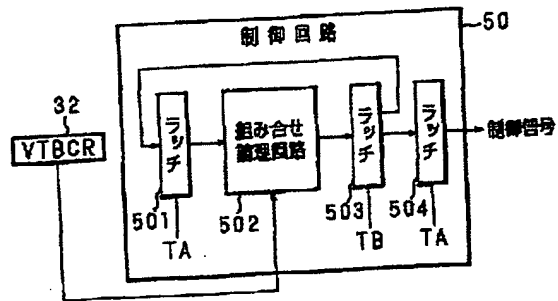 制御回路
50
32
VTBCR
ラッチ
組み合せ
論理回路
ラッチ
ラッチ
制御信号
501
502
503
504
TA
TB
TA